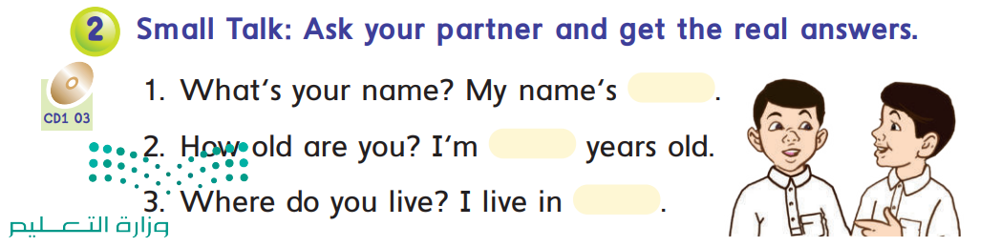 2 Small Talk: Ask your partner and get the real answers.
CD1 03
1. What's your name? My name's .
2. How old are you? I'm years old.
3. Where do you live? I live in .
وزارة التعليم